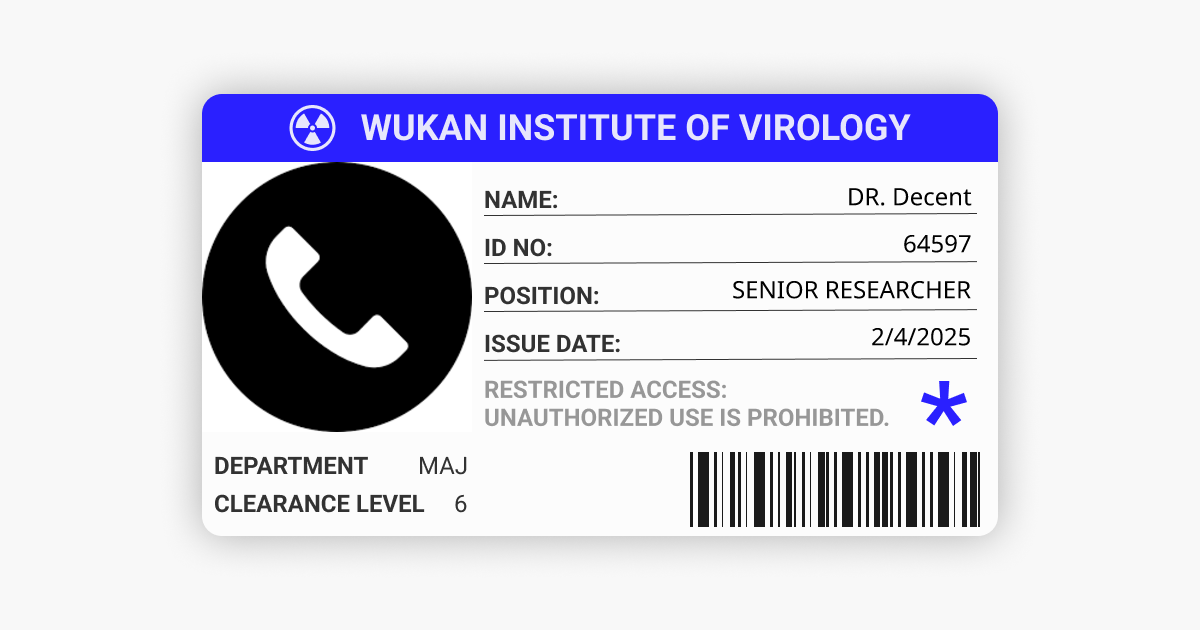 WUKAN INSTITUTE OF VIROLOGY
NAME: DR. Decent
ID NO: 64597
POSITION: SENIOR RESEARCHER
ISSUE DATE: 2/4/2025
RESTRICTED ACCESS:
UNAUTHORIZED USE IS PROHIBITED. *
DEPARTMENT MAJ
CLEARANCE LEVEL 6